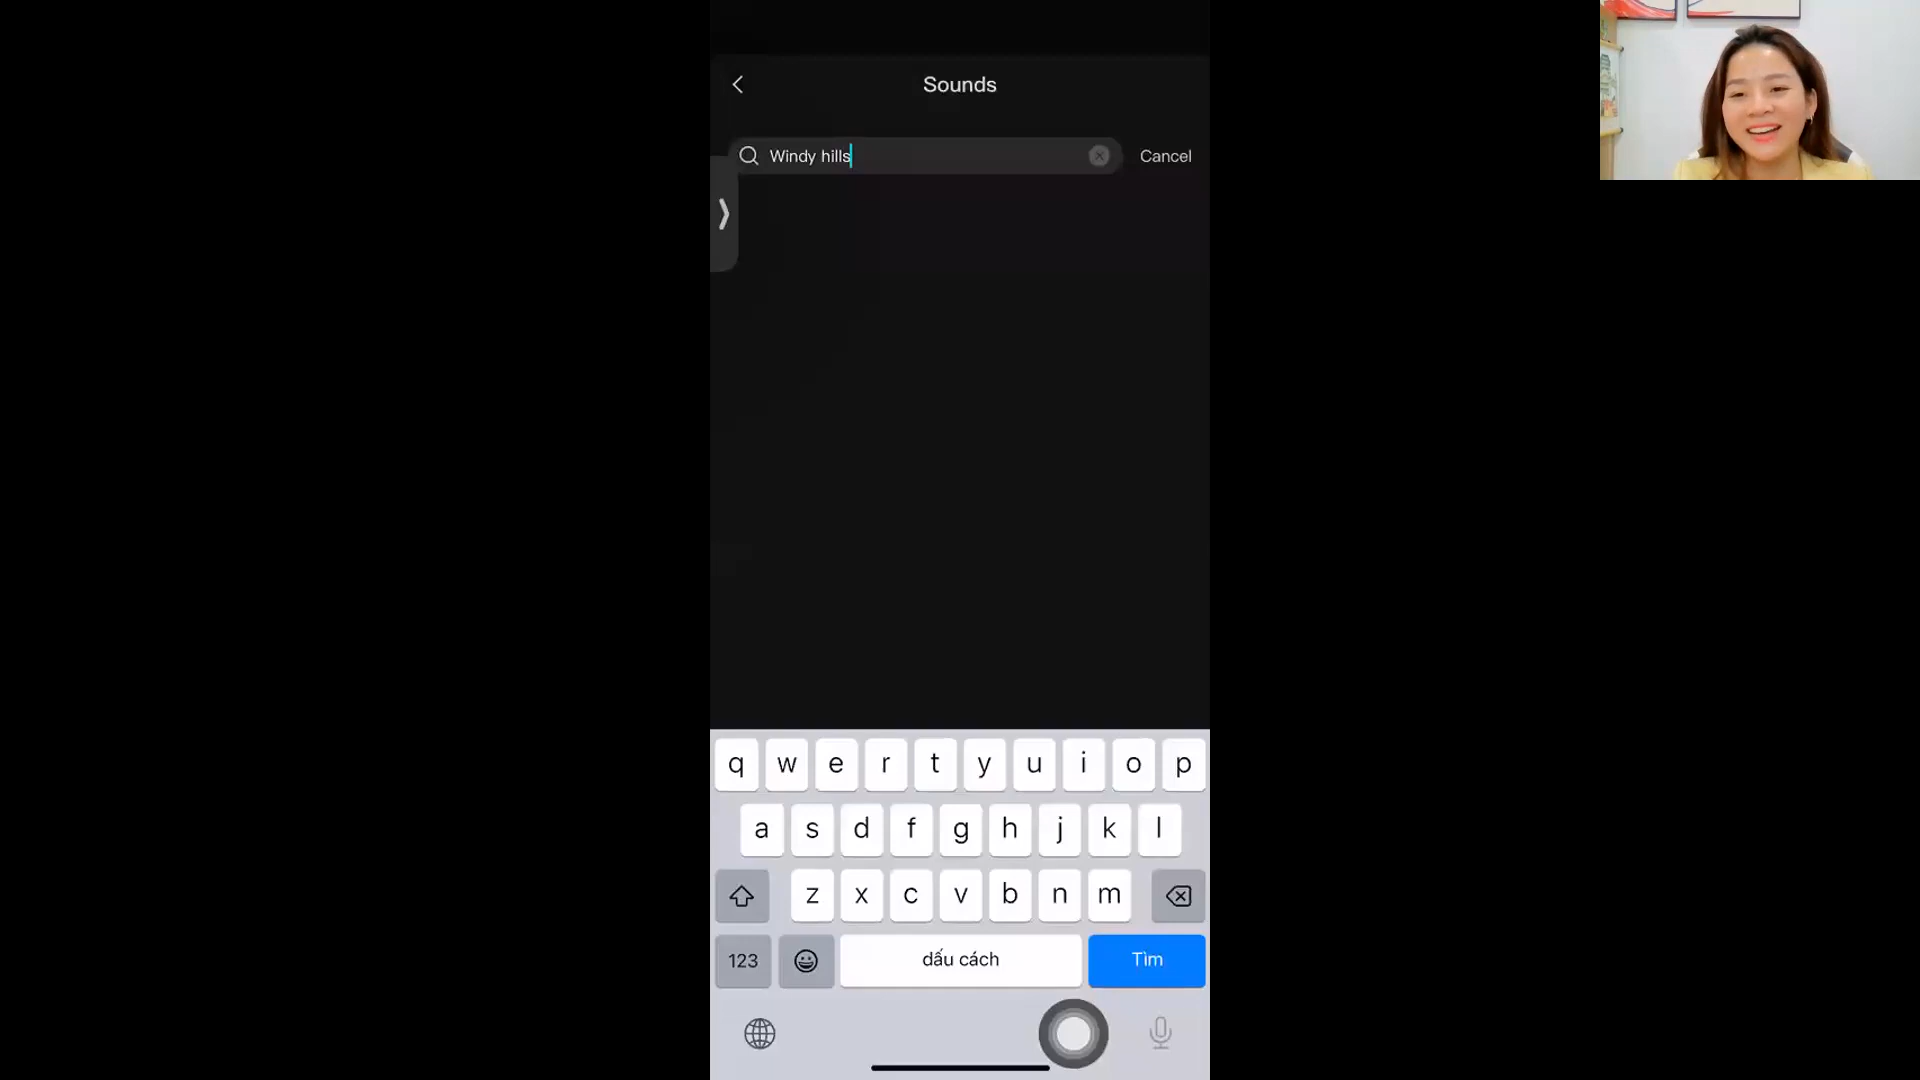 Sounds
Windy hills
Cancel
q w e r t y u i o p
a s d f g h j k l
z x c v b n m
123
dấu cách
Tìm